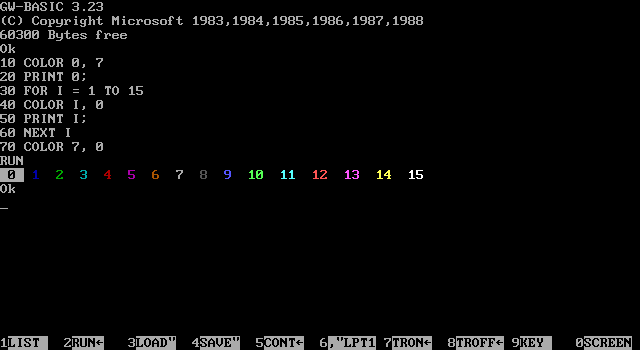 GW-BASIC 3.23
(C) Copyright Microsoft 1983,1984,1985,1986,1987,1988
60300 Bytes free
Ok
10 COLOR 0, 7
20 PRINT 0;
30 FOR I = 1 TO 15
40 COLOR I, 0
50 PRINT I;
60 NEXT I
70 COLOR 7, 0
RUN
0 1 2 3 4 5 6 7 8 9 10 11 12 13 14 15
Ok
_
1LIST 2RUN← 3LOAD" 4SAVE" 5CONT← 6,"LPT1 7TRON← 8TROFF← 9KEY 0SCREEN